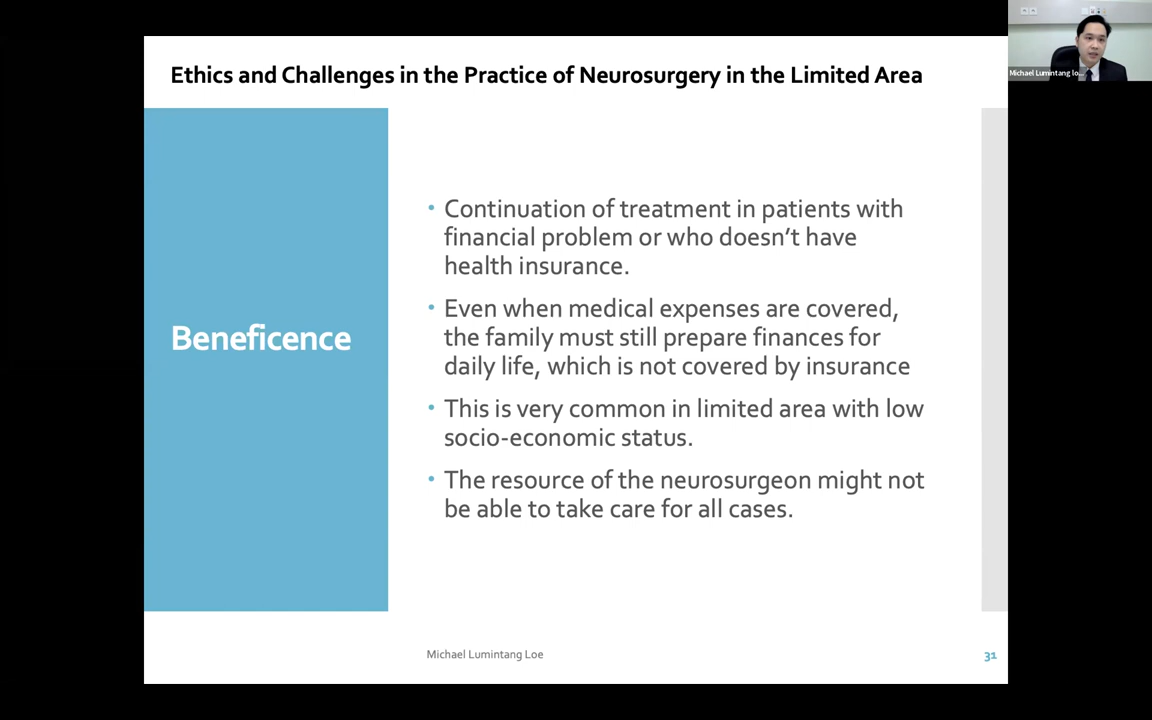 Ethics and Challenges in the Practice of Neurosurgery in the Limited Area
Michael Lumintang lo...
Beneficence
• Continuation of treatment in patients with
financial problem or who doesn't have
health insurance.
• Even when medical expenses are covered,
the family must still prepare finances for
daily life, which is not covered by insurance
• This is very common in limited area with low
socio-economic status.
• The resource of the neurosurgeon might not
be able to take care for all cases.
Michael Lumintang Loe
31